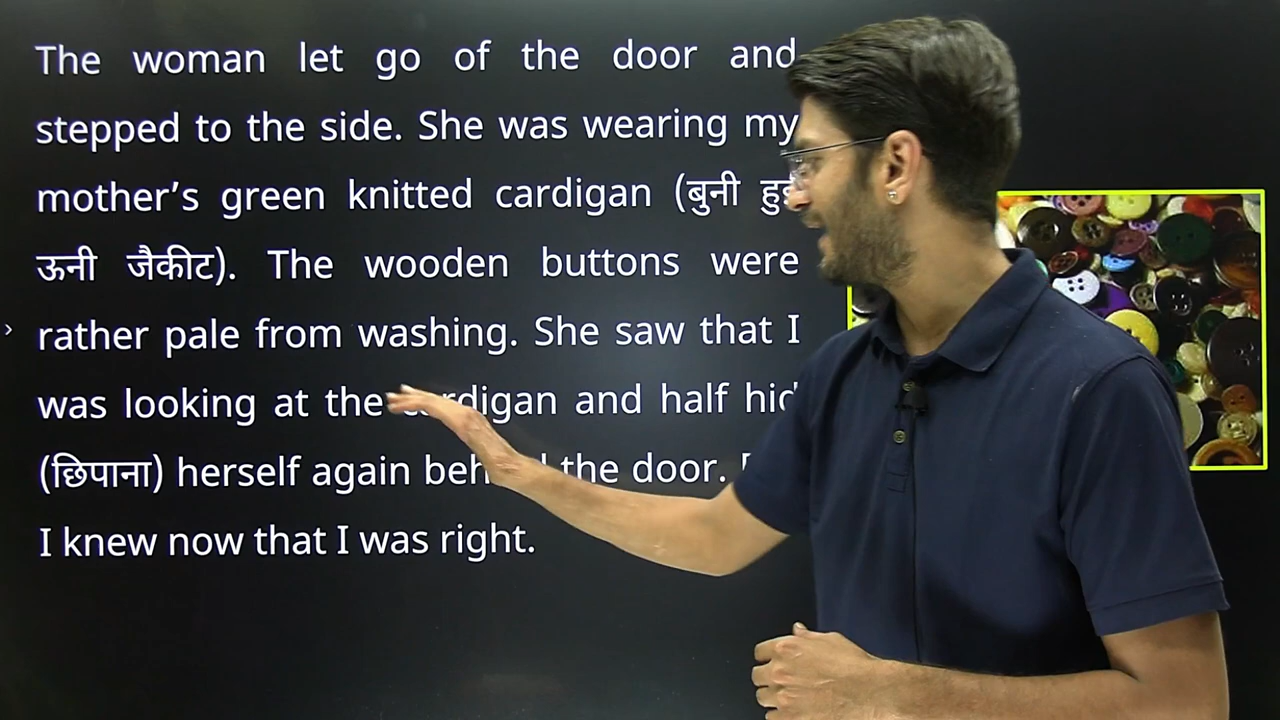 The woman let go of the door and
stepped to the side. She was wearing my
mother's green knitted cardigan (बुनी
ऊनी जैकीट). The wooden buttons were
rather pale from washing. She saw that I
was looking at the cardigan and half
(छिपाना) herself again behind the door.
I knew now that I was right.